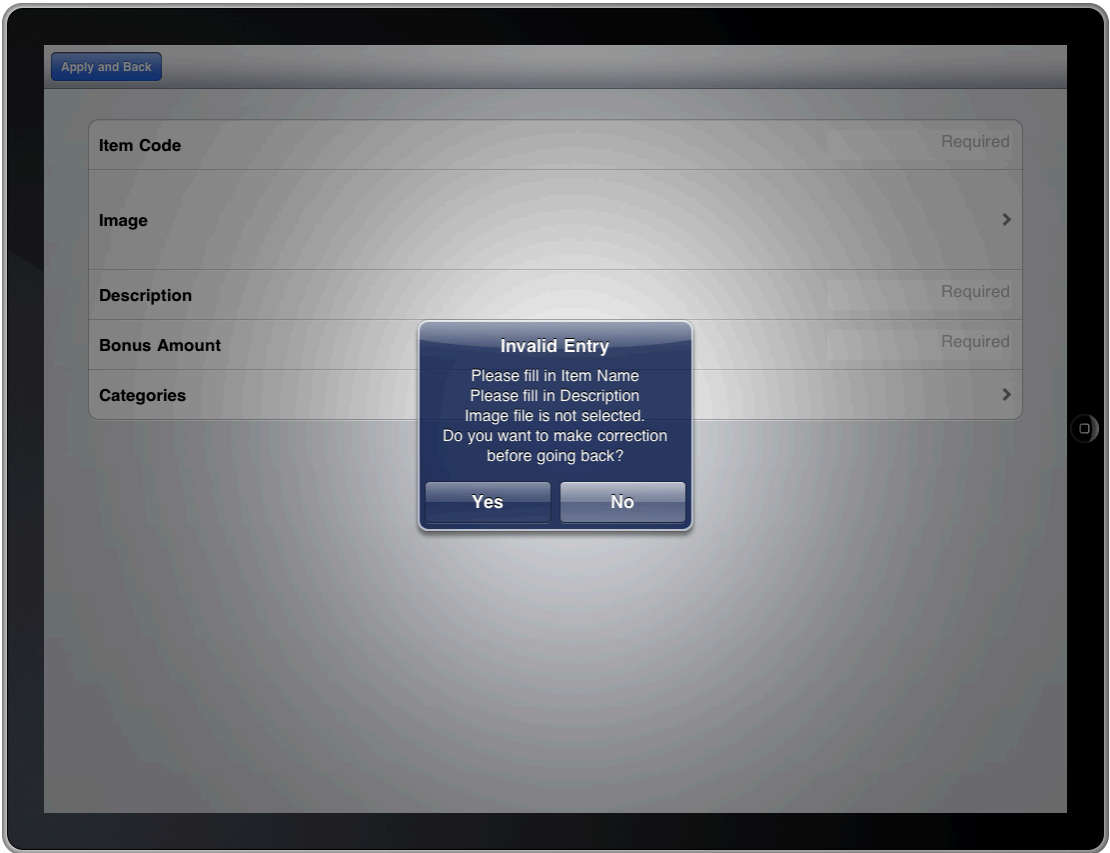 Apply and Back
Item Code
Required
Image
Description
Required
Bonus Amount
Required
Categories
Invalid Entry
Please fill in Item Name
Please fill in Description
Image file is not selected.
Do you want to make correction
before going back?
Yes
No